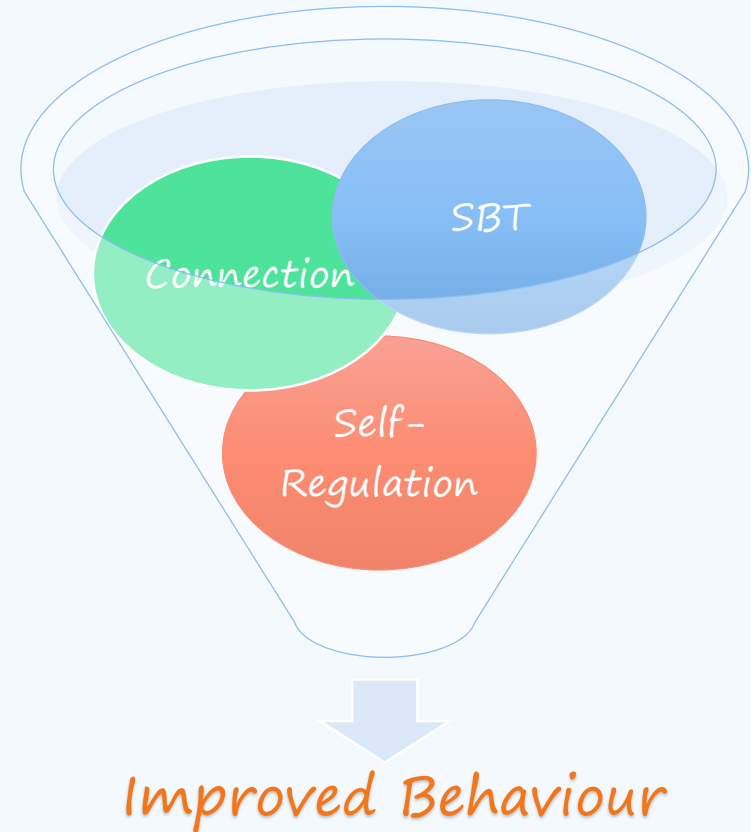 SBT
Connection
Self-
Regulation
Improved Behaviour